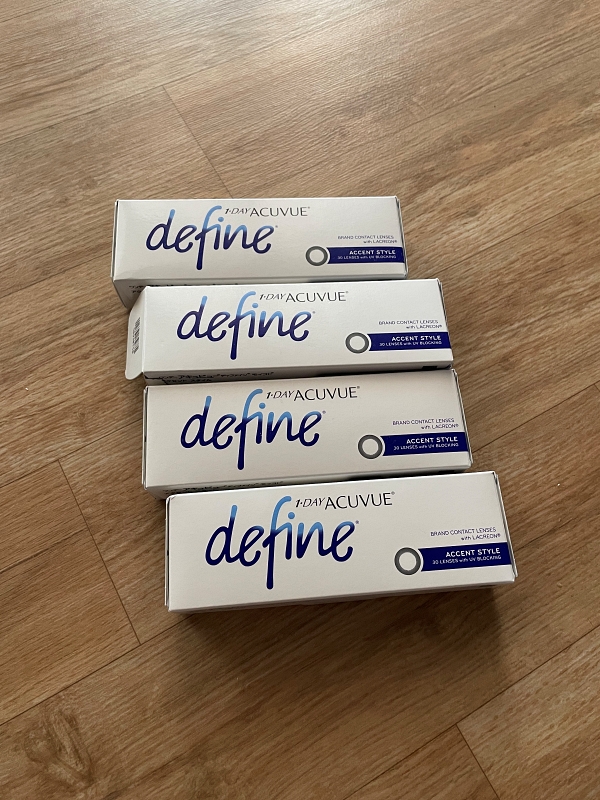 1·DAY ACUVUE®
define®
BRAND CONTACT LENSES
with LACREON®
ACCENT STYLE
30 LENSES with UV BLOCKING
1·DAY ACUVUE®
define®
BRAND CONTACT LENSES
with LACREON®
ACCENT STYLE
30 LENSES with UV BLOCKING
1·DAY ACUVUE®
define®
BRAND CONTACT LENSES
with LACREON®
ACCENT STYLE
30 LENSES with UV BLOCKING
1·DAY ACUVUE®
define®
BRAND CONTACT LENSES
with LACREON®
ACCENT STYLE
30 LENSES with UV BLOCKING